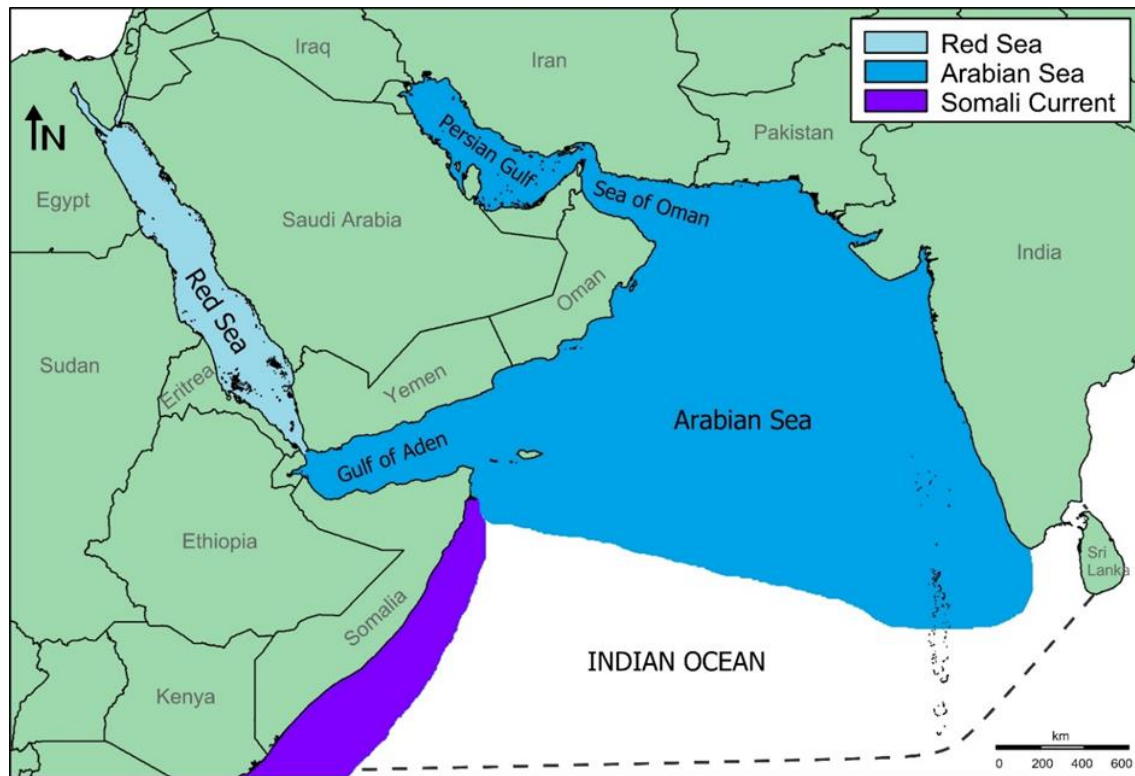 Red Sea
Arabian Sea
Somali Current
N
Iraq
Iran
Pakistan
Persian Gulf
Egypt
Saudi Arabia
Sea of Oman
India
Red Sea
Oman
Sudan
Eritrea
Yemen
Arabian Sea
Gulf of Aden
Ethiopia
Sri
Lanka
Somalia
INDIAN OCEAN
Kenya
km
0 200 400 600